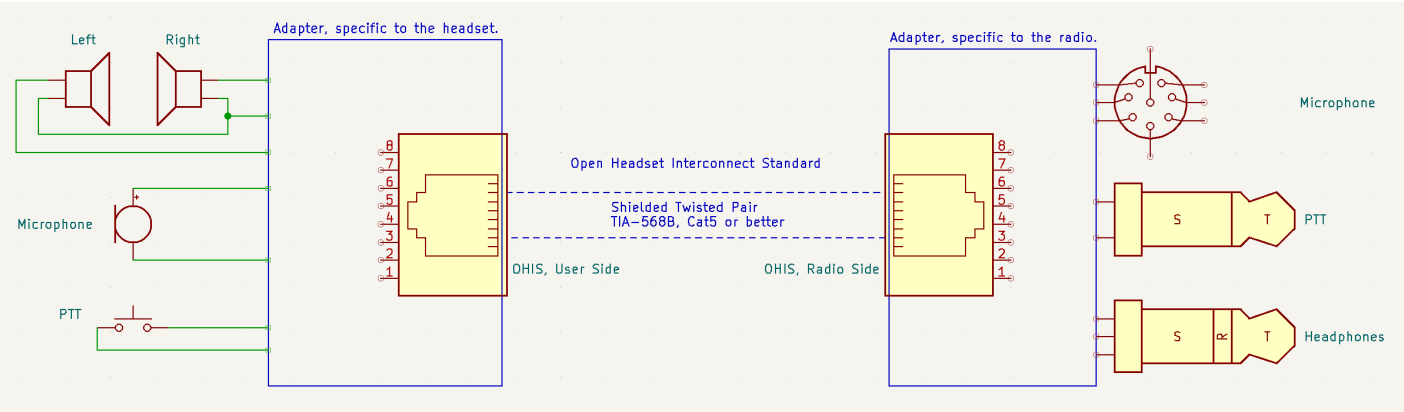 Adapter, specific to the headset.
Adapter, specific to the radio.
Left
Right
Microphone
+
PTT
8
7
6
5
4
3
2
1
Open Headset Interconnect Standard
Shielded Twisted Pair
TIA-568B, Cat5 or better
OHIS, User Side
OHIS, Radio Side
8
7
6
5
4
3
2
1
Microphone
S
T
PTT
S
R
T
Headphones